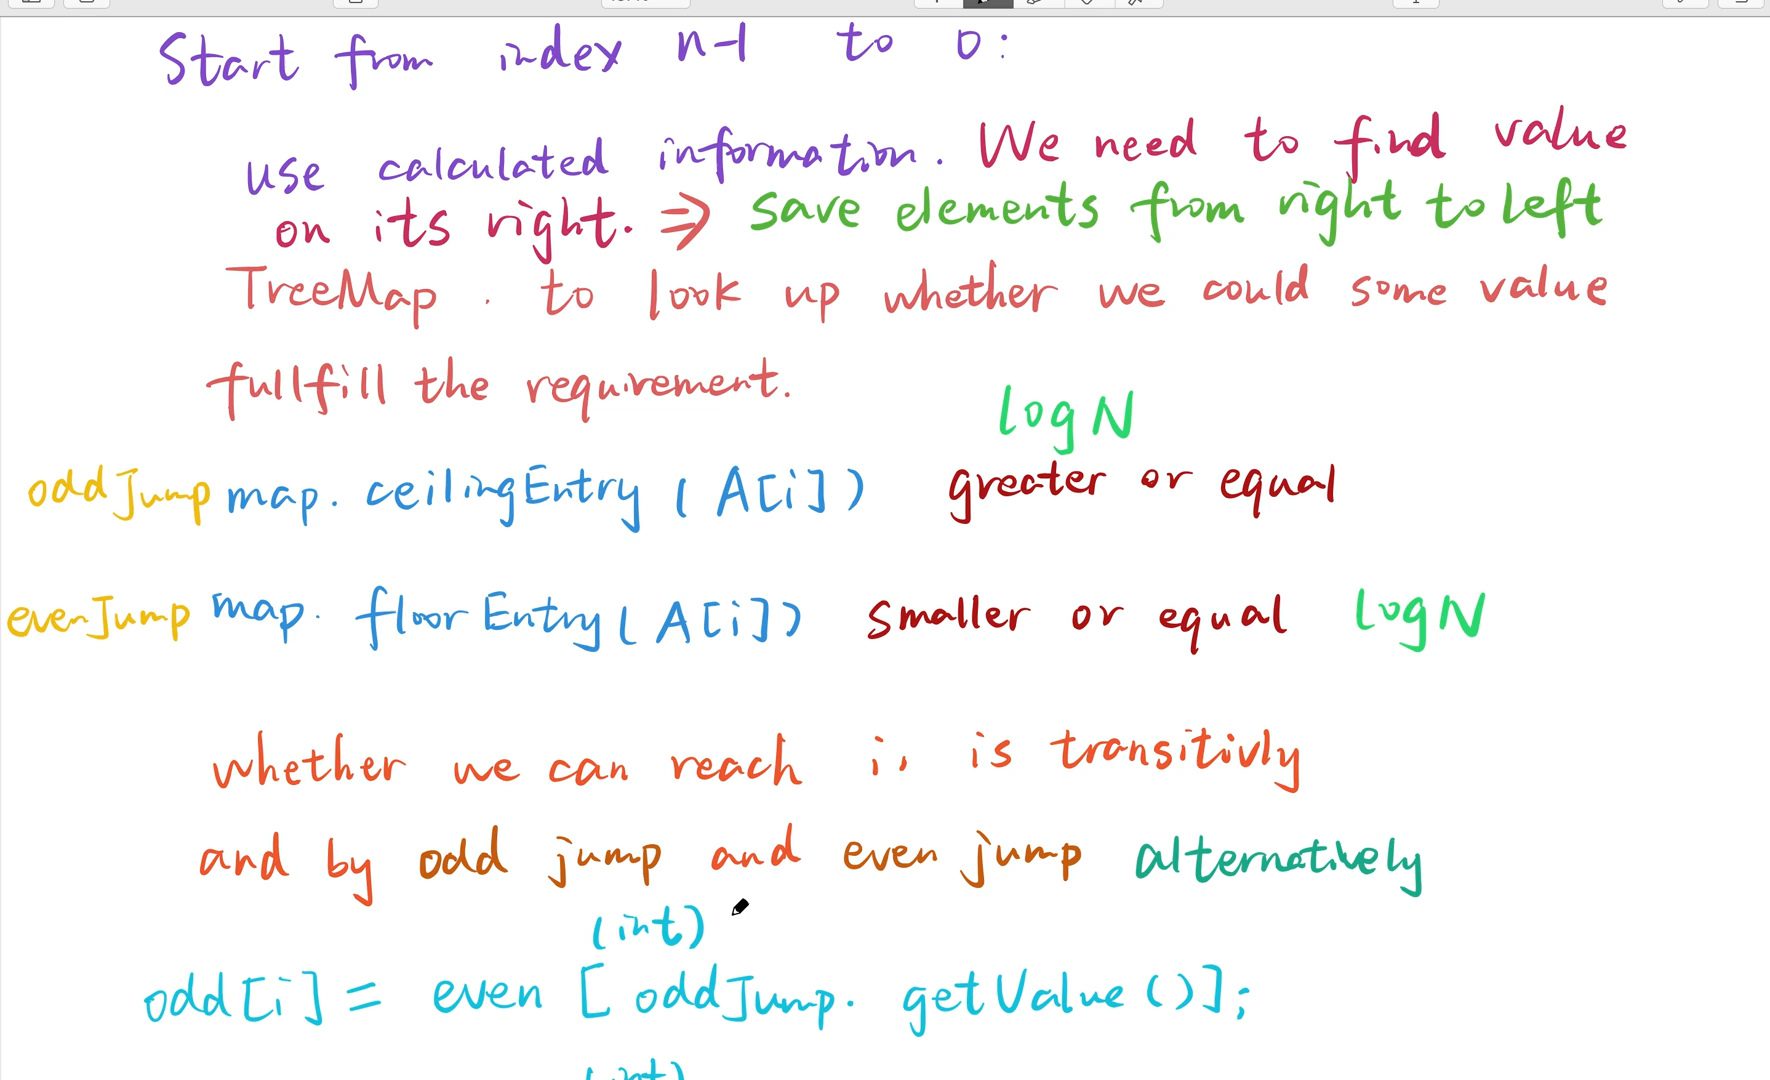 Start from index n-1 to 0:
use calculated information. We need to find value
on its right. ⇒ save elements from right to left
TreeMap. to look up whether we could some value
fullfill the requirement.
logN
oddJump map. ceilingEntry (A[i]) greater or equal
evenJump map. floorEntry(A[i]) smaller or equal logN
whether we can reach i, is transitivly
and by odd jump and even jump alternatively
(int)
odd[i] = even [oddJump. getValue()];
(int)